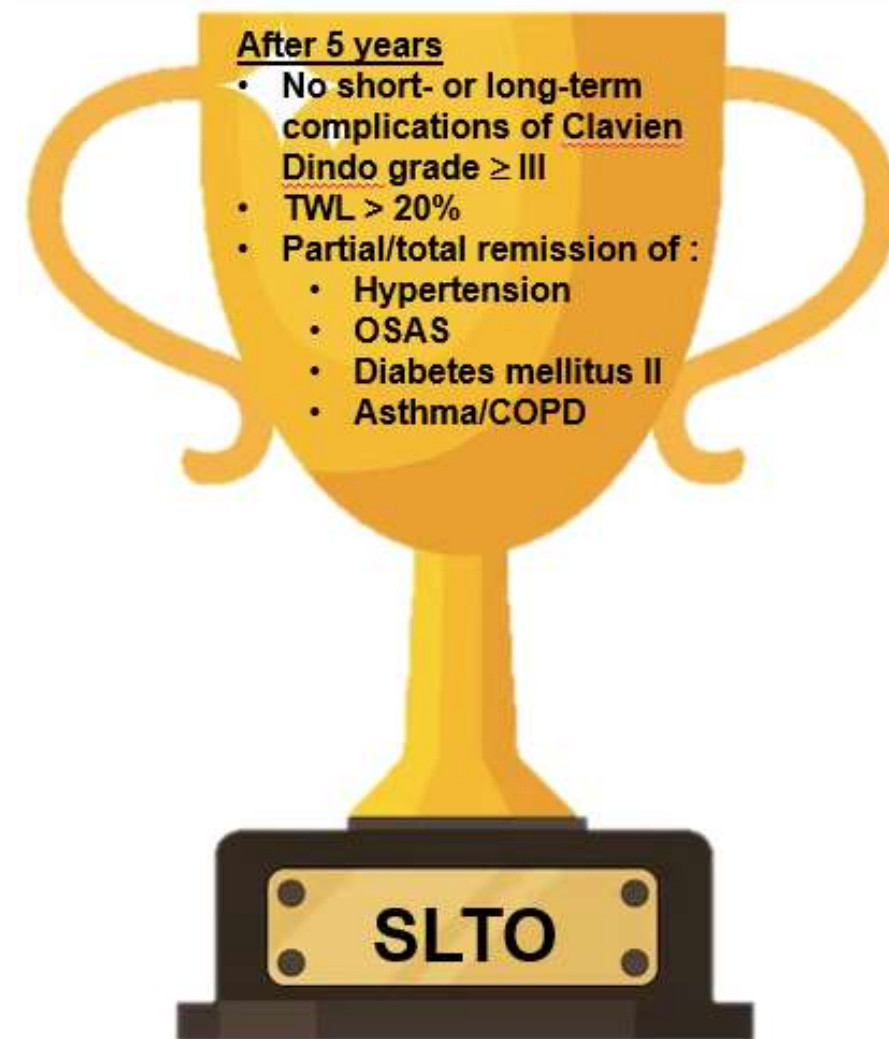 After 5 years
• No short- or long-term
complications of Clavien
Dindo grade ≥ III
• TWL > 20%
• Partial/total remission of :
• Hypertension
• OSAS
• Diabetes mellitus II
• Asthma/COPD
SLTO